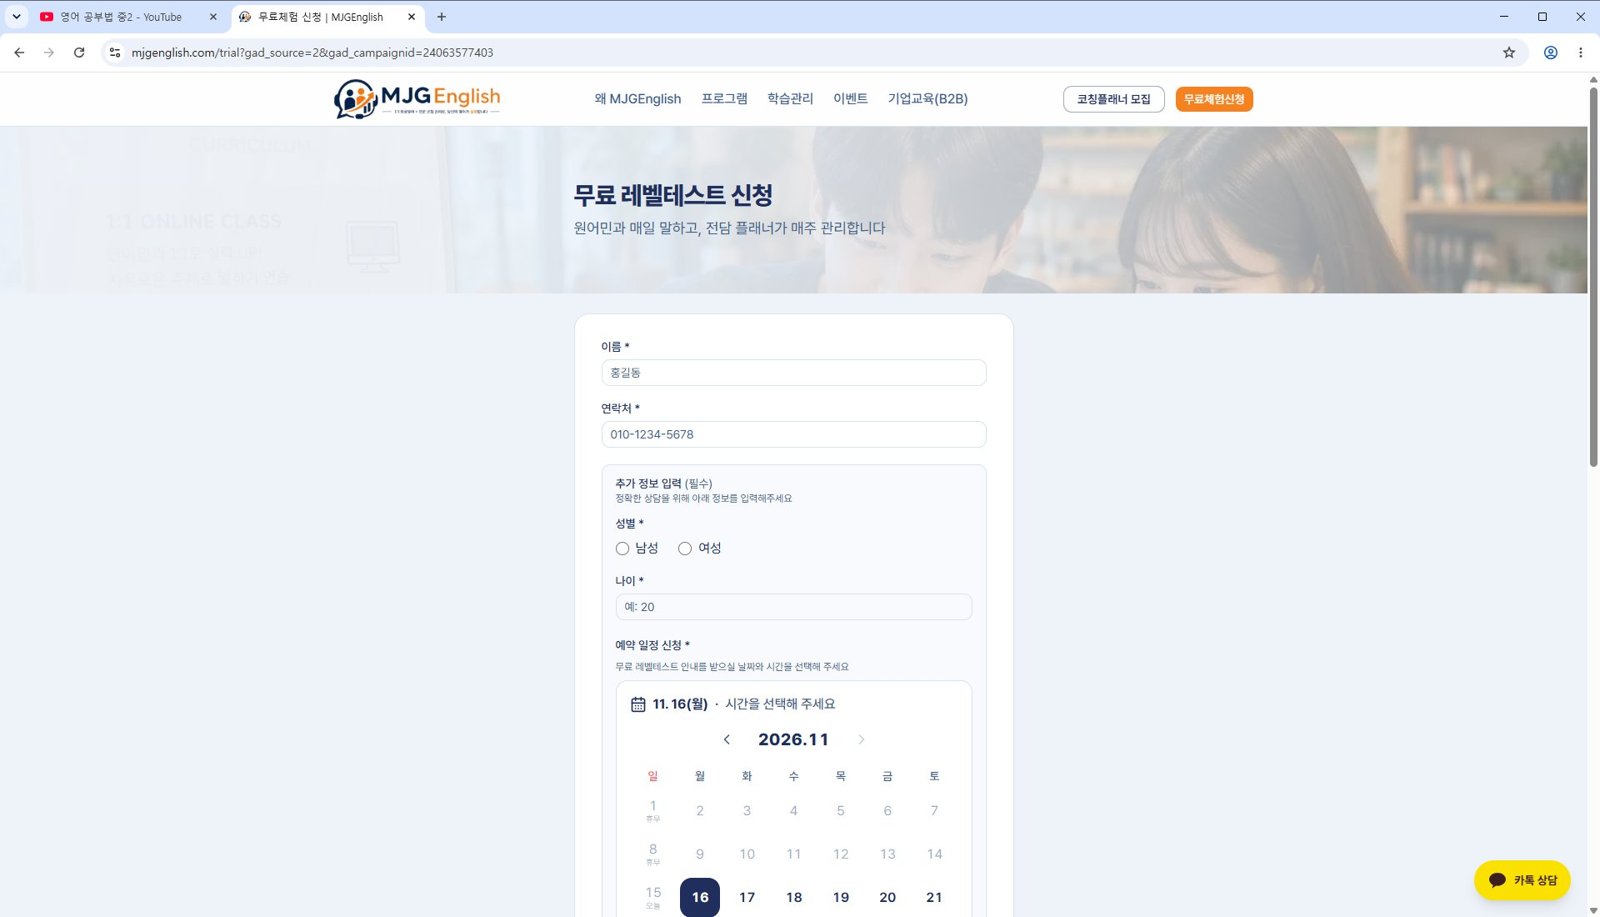 영어 공부법 중2 - YouTube
무료체험 신청 | MJGEnglish
mjgenglish.com/trial?gad_source=2&gad_campaignid=24063577403
MJG English
왜 MJGEnglish
프로그램
학습관리
이벤트
기업교육(B2B)
코칭플래너 모집
무료체험신청
CURRICULUM
1:1 ONLINE CLASS
무료 레벨테스트 신청
원어민과 매일 말하고, 전담 플래너가 매주 관리합니다
이름 *
홍길동
연락처 *
010-1234-5678
추가 정보 입력 (필수)
정확한 상담을 위해 아래 정보를 입력해주세요
성별 *
남성
여성
나이 *
예: 20
예약 일정 신청 *
무료 레벨테스트 안내를 받으실 날짜와 시간을 선택해 주세요
11. 16(월) · 시간을 선택해 주세요
2026.11
일 월 화 수 목 금 토
1 2 3 4 5 6 7
휴무
8 9 10 11 12 13 14
휴무
15 16 17 18 19 20 21
오늘
카톡 상담